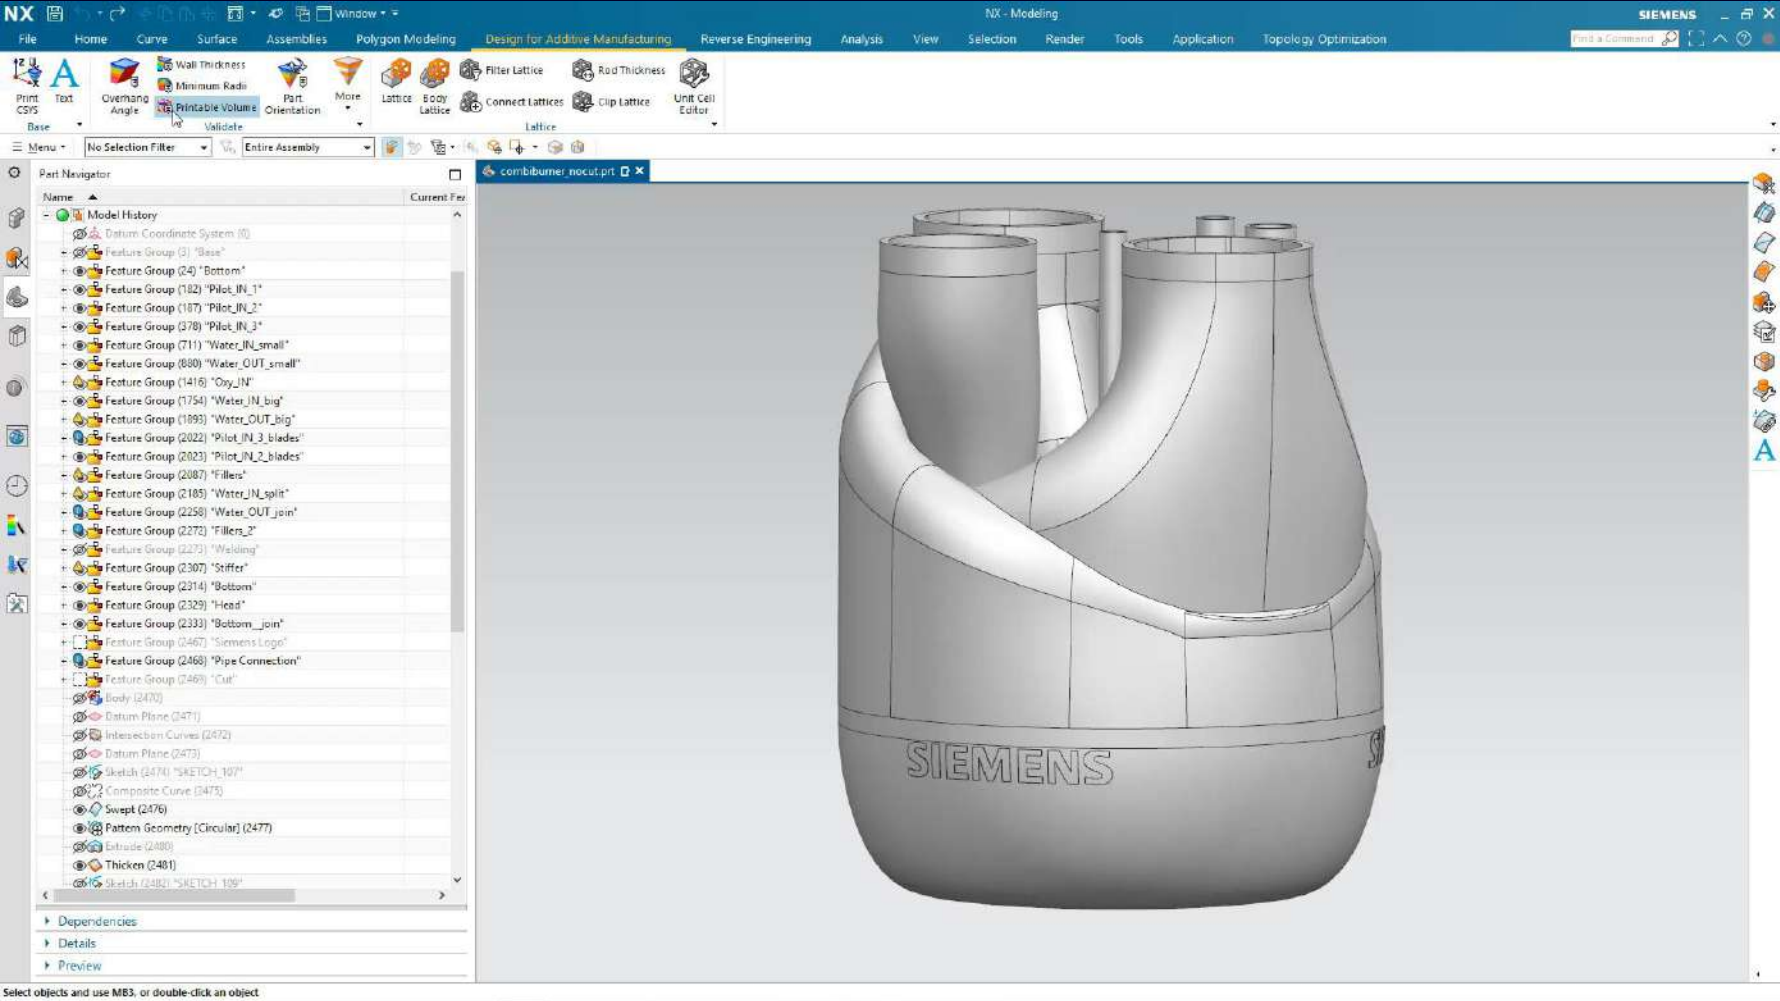 NX
Window
NX - Modeling
SIEMENS
File Home Curve Surface Assemblies Polygon Modeling Design for Additive Manufacturing Reverse Engineering Analysis View Selection Render Tools Application Topology Optimization
Find a Command
Print CSYS
Text
Overhang Angle
Wall Thickness
Minimum Radii
Printable Volume
Part Orientation
More
Lattice
Body Lattice
Filter Lattice
Connect Lattices
Rod Thickness
Clip Lattice
Unit Cell Editor
Base Validate Lattice
Menu No Selection Filter Entire Assembly
Part Navigator
combiburner_nocut.prt
Name Current Fea
Model History
Datum Coordinate System (0)
Feature Group (3) "Base"
Feature Group (24) "Bottom"
Feature Group (182) "Pilot_IN_1"
Feature Group (187) "Pilot_IN_2"
Feature Group (378) "Pilot_IN_3"
Feature Group (711) "Water_IN_small"
Feature Group (880) "Water_OUT_small"
Feature Group (1416) "Oxy_IN"
Feature Group (1754) "Water_IN_big"
Feature Group (1893) "Water_OUT_big"
Feature Group (2022) "Pilot_IN_3_blades"
Feature Group (2023) "Pilot_IN_2_blades"
Feature Group (2087) "Fillers"
Feature Group (2185) "Water_IN_split"
Feature Group (2258) "Water_OUT_join"
Feature Group (2272) "Fillers_2"
Feature Group (2273) "Welding"
Feature Group (2307) "Stiffer"
Feature Group (2314) "Bottom"
Feature Group (2329) "Head"
Feature Group (2333) "Bottom__join"
Feature Group (2467) "Siemens Logo"
Feature Group (2468) "Pipe Connection"
Feature Group (2469) "Cut"
Body (2470)
Datum Plane (2471)
Intersection Curves (2472)
Datum Plane (2473)
Sketch (2474) "SKETCH_107"
Composite Curve (2475)
Swept (2476)
Pattern Geometry [Circular] (2477)
Extrude (2480)
Thicken (2481)
Sketch (2482) "SKETCH_109"
Dependencies
Details
Preview
SIEMENS
SI
A
Select objects and use MB3, or double-click an object